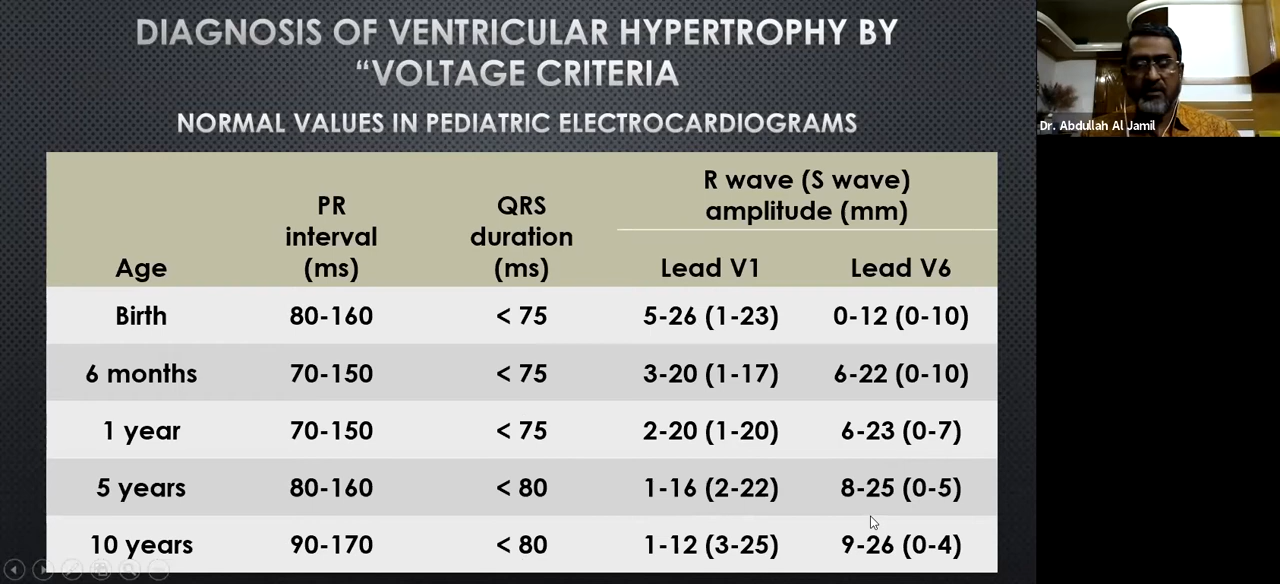 DIAGNOSIS OF VENTRICULAR HYPERTROPHY BY
“VOLTAGE CRITERIA
NORMAL VALUES IN PEDIATRIC ELECTROCARDIOGRAMS
Age
PR
interval
(ms)
QRS
duration
(ms)
R wave (S wave)
amplitude (mm)
Lead V1 Lead V6
Birth 80-160 < 75 5-26 (1-23) 0-12 (0-10)
6 months 70-150 < 75 3-20 (1-17) 6-22 (0-10)
1 year 70-150 < 75 2-20 (1-20) 6-23 (0-7)
5 years 80-160 < 80 1-16 (2-22) 8-25 (0-5)
10 years 90-170 < 80 1-12 (3-25) 9-26 (0-4)
Dr. Abdullah Al Jamil